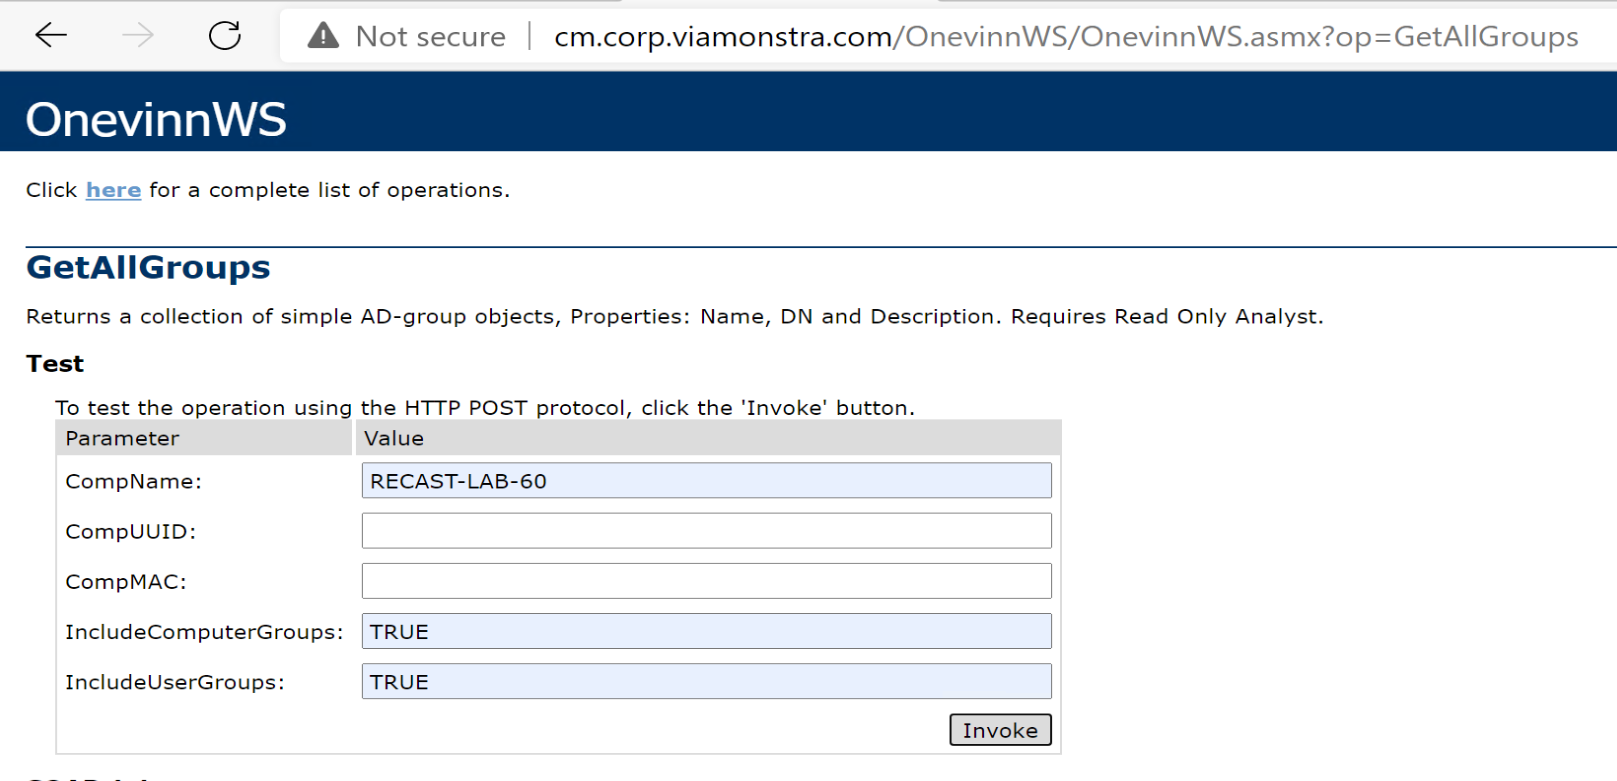 Not secure | cm.corp.viamonstra.com/OnevinnWS/OnevinnWS.asmx?op=GetAllGroups
OnevinnWS
Click here for a complete list of operations.
GetAllGroups
Returns a collection of simple AD-group objects, Properties: Name, DN and Description. Requires Read Only Analyst.
Test
To test the operation using the HTTP POST protocol, click the 'Invoke' button.
Parameter Value
CompName: RECAST-LAB-60
CompUUID:
CompMAC:
IncludeComputerGroups: TRUE
IncludeUserGroups: TRUE
Invoke